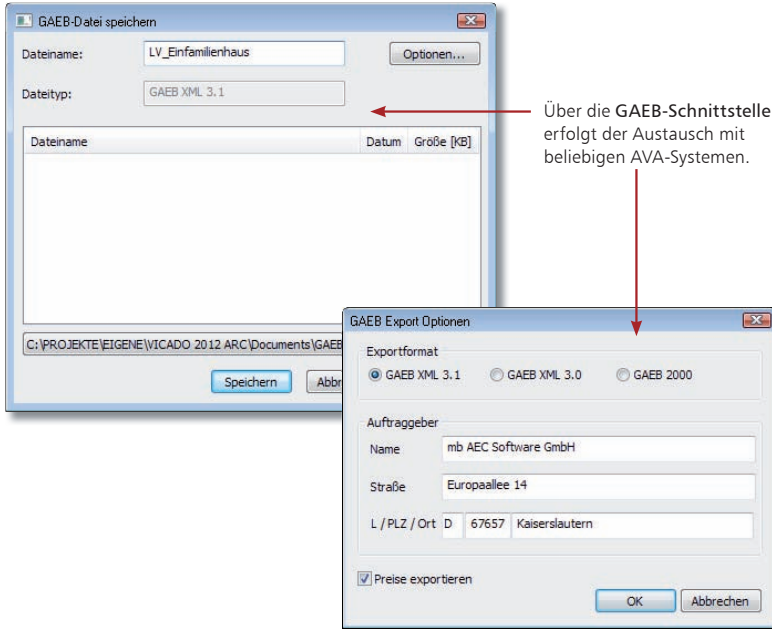 GAEB-Datei speichern
Dateiname:
LV_Einfamilienhaus
Optionen...
Dateityp:
GAEB XML 3.1
Dateiname
Datum
Größe [KB]
C:\PROJEKTE\EIGENE\VICADO 2012 ARC\Documents\GAEB
Speichern
Abbr
Über die GAEB-Schnittstelle
erfolgt der Austausch mit
beliebigen AVA-Systemen.
GAEB Export Optionen
Exportformat
GAEB XML 3.1
GAEB XML 3.0
GAEB 2000
Auftraggeber
Name
mb AEC Software GmbH
Straße
Europaallee 14
L / PLZ / Ort
D
67657
Kaiserslautern
Preise exportieren
OK
Abbrechen